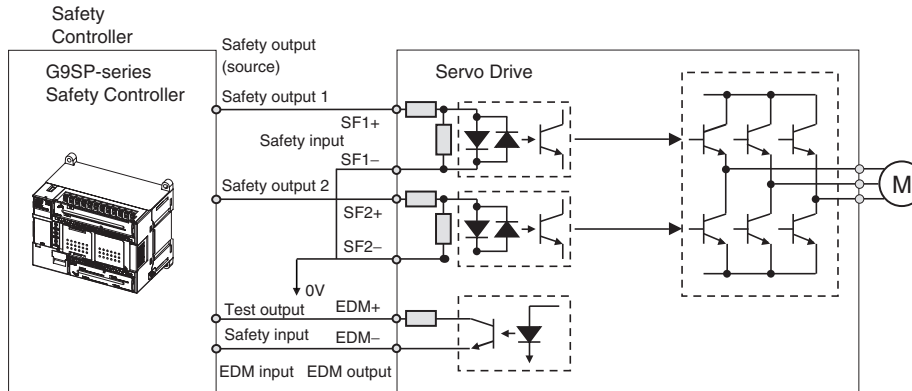 Safety
Controller
G9SP-series
Safety Controller
Safety output
(source)
Servo Drive
Safety output 1
SF1+
Safety input
SF1−
Safety output 2
SF2+
SF2−
0V
M
Test output
EDM+
Safety input
EDM−
EDM input
EDM output